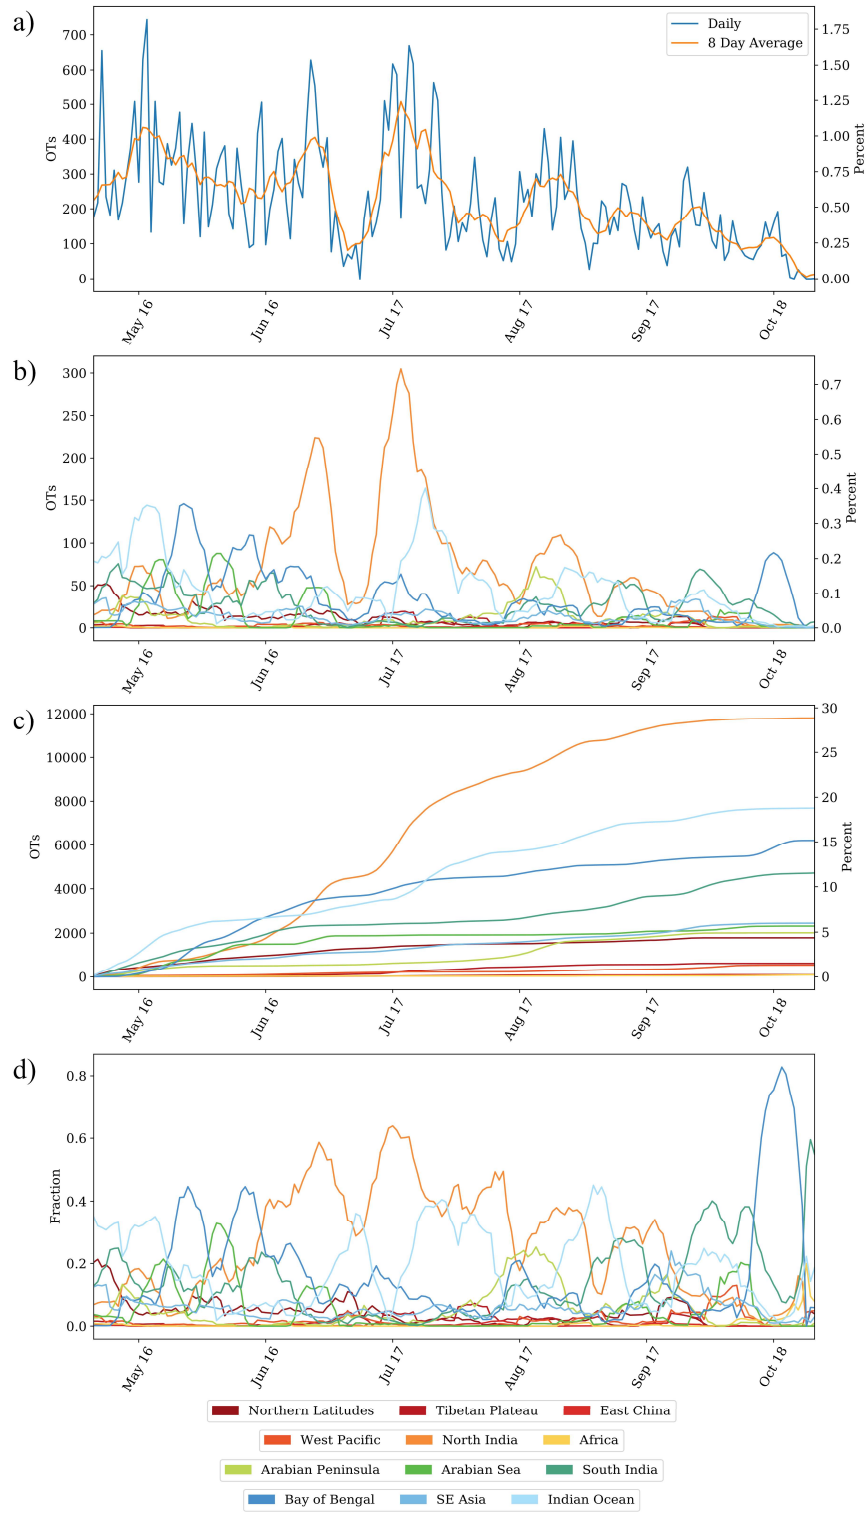 a)
700
600
500
400
300
200
100
0
OTs
Daily
8 Day Average
1.75
1.50
1.25
1.00
0.75
0.50
0.25
0.00
Percent
May 16
Jun 16
Jul 17
Aug 17
Sep 17
Oct 18
b)
300
250
200
150
100
50
0
OTs
0.7
0.6
0.5
0.4
0.3
0.2
0.1
0.0
Percent
May 16
Jun 16
Jul 17
Aug 17
Sep 17
Oct 18
c)
12000
10000
8000
6000
4000
2000
0
OTs
30
25
20
15
10
5
0
Percent
May 16
Jun 16
Jul 17
Aug 17
Sep 17
Oct 18
d)
0.8
0.6
0.4
0.2
0.0
Fraction
May 16
Jun 16
Jul 17
Aug 17
Sep 17
Oct 18
Northern Latitudes Tibetan Plateau East China
West Pacific North India Africa
Arabian Peninsula Arabian Sea South India
Bay of Bengal SE Asia Indian Ocean